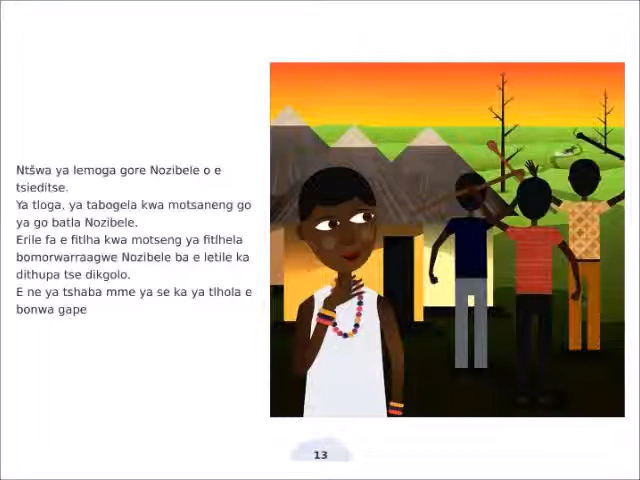 Ntšwa ya lemoga gore Nozibele o e
tsieditse.
Ya tloga, ya tabogela kwa motsaneng go
ya go batla Nozibele.
Erile fa e fitlha kwa motseng ya fitlhela
bomorwarraagwe Nozibele ba e letile ka
dithupa tse dikgolo.
E ne ya tshaba mme ya se ka ya tlhola e
bonwa gape
13